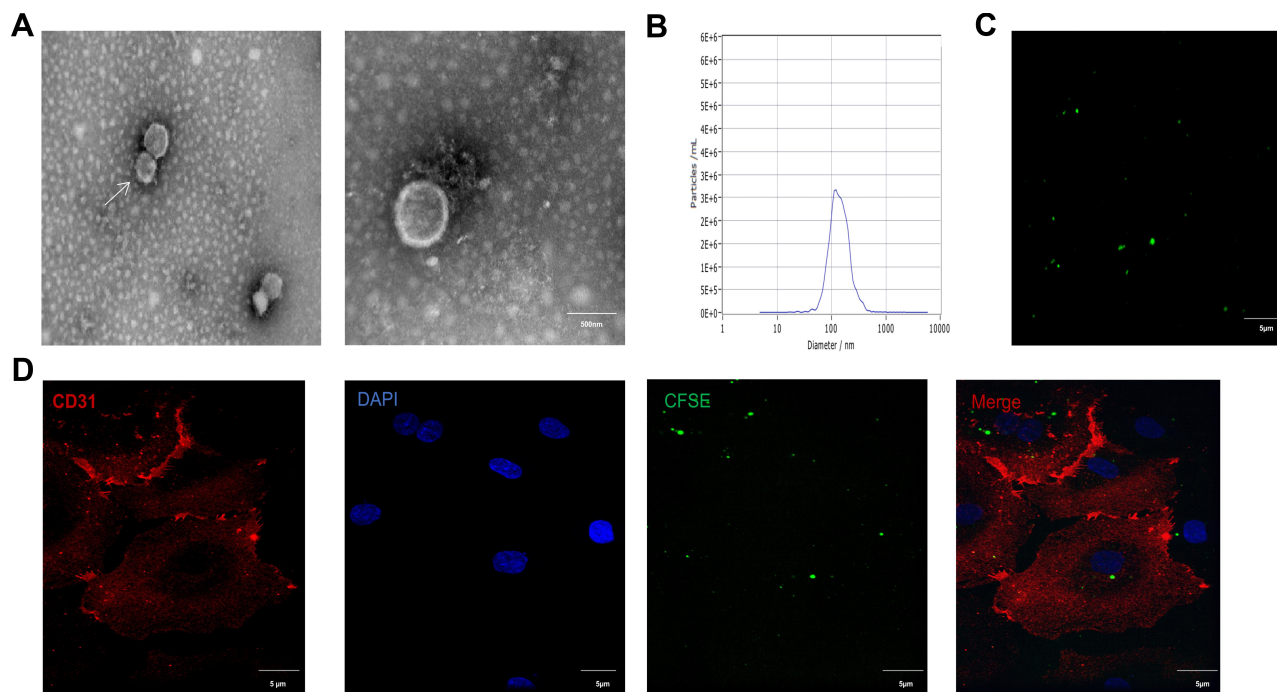 A
B
C
500nm
6E+6
6E+6
5E+6
5E+6
4E+6
4E+6
3E+6
3E+6
2E+6
2E+6
1E+6
5E+5
0E+0
Particles /mL
1 10 100 1000 10000
Diameter / nm
5μm
D
CD31
DAPI
CFSE
Merge
5 μm
5μm
5μm
5μm